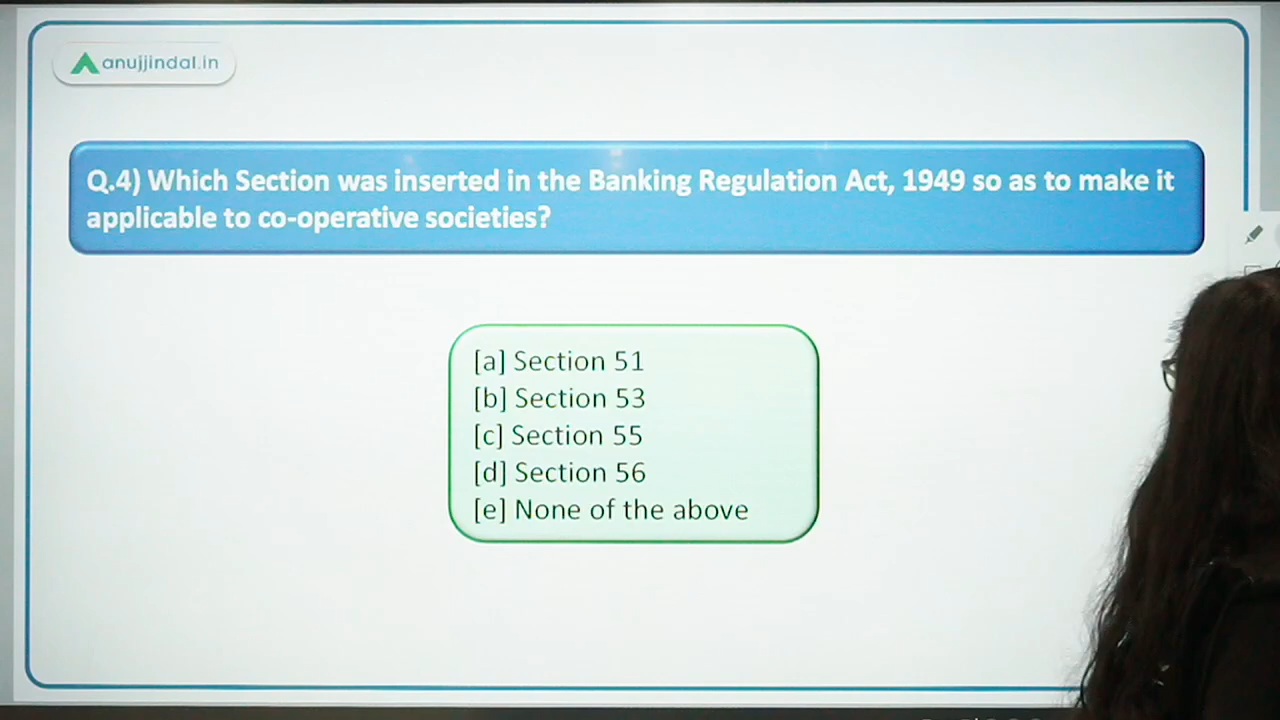 anujjindal.in
Q.4) Which Section was inserted in the Banking Regulation Act, 1949 so as to make it
applicable to co-operative societies?
[a] Section 51
[b] Section 53
[c] Section 55
[d] Section 56
[e] None of the above